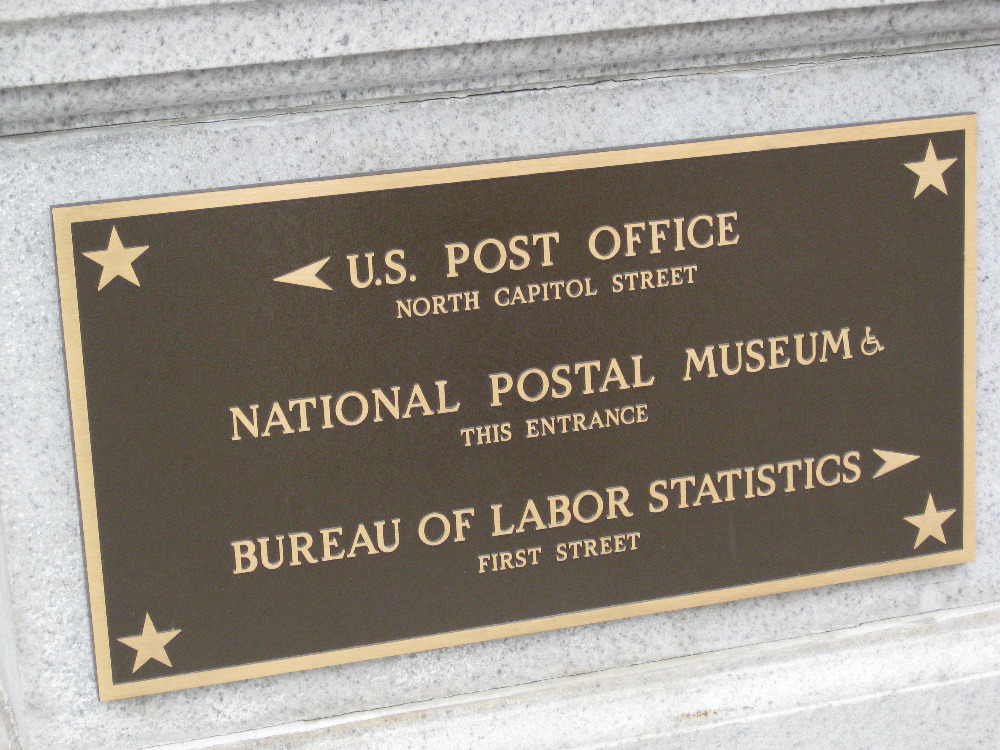 U.S. POST OFFICE
NORTH CAPITOL STREET
NATIONAL POSTAL MUSEUM
THIS ENTRANCE
BUREAU OF LABOR STATISTICS
FIRST STREET